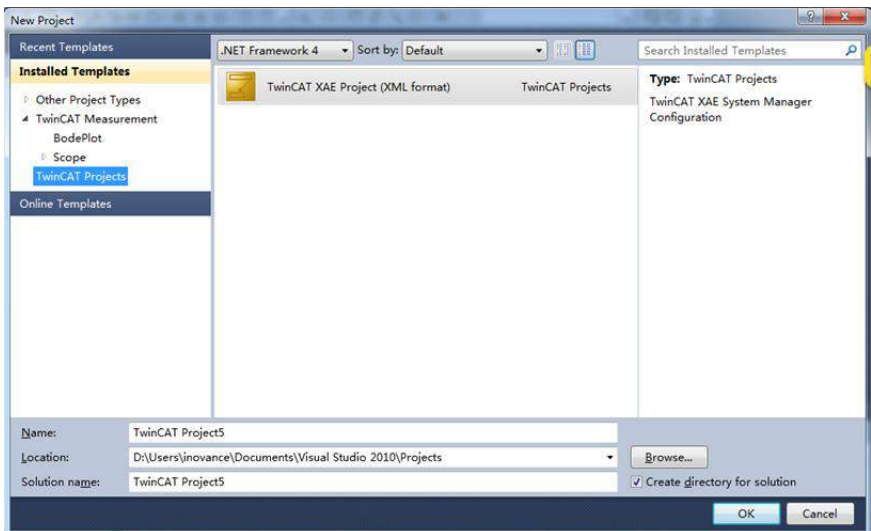 New Project
Recent Templates
.NET Framework 4 Sort by: Default
Search Installed Templates
Installed Templates
Other Project Types
TwinCAT Measurement
BodePlot
Scope
TwinCAT Projects
Online Templates
TwinCAT XAE Project (XML format) TwinCAT Projects
Type: TwinCAT Projects
TwinCAT XAE System Manager
Configuration
Name: TwinCAT Project5
Location: D:\Users\inovance\Documents\Visual Studio 2010\Projects
Browse...
Solution name: TwinCAT Project5
Create directory for solution
OK Cancel